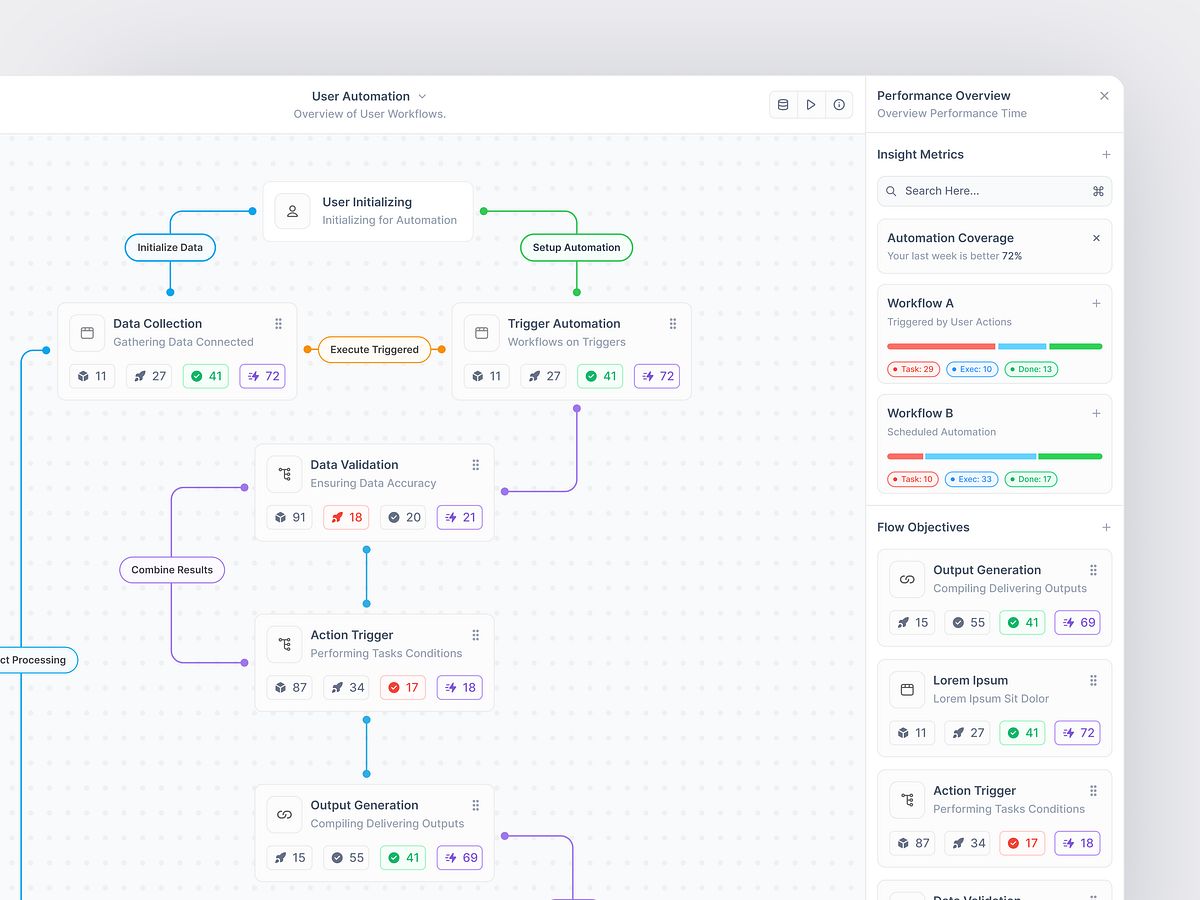 User Automation
Overview of User Workflows.
User Initializing
Initializing for Automation
Initialize Data
Setup Automation
Data Collection
Gathering Data Connected
11 27 41 72
Execute Triggered
Trigger Automation
Workflows on Triggers
11 27 41 72
Data Validation
Ensuring Data Accuracy
91 18 20 21
Combine Results
Action Trigger
Performing Tasks Conditions
87 34 17 18
ct Processing
Output Generation
Compiling Delivering Outputs
15 55 41 69
Performance Overview
Overview Performance Time
Insight Metrics
Search Here...
Automation Coverage
Your last week is better 72%
Workflow A
Triggered by User Actions
Task: 29 Exec: 10 Done: 13
Workflow B
Scheduled Automation
Task: 10 Exec: 33 Done: 17
Flow Objectives
Output Generation
Compiling Delivering Outputs
15 55 41 69
Lorem Ipsum
Lorem Ipsum Sit Dolor
11 27 41 72
Action Trigger
Performing Tasks Conditions
87 34 17 18
Data Validation